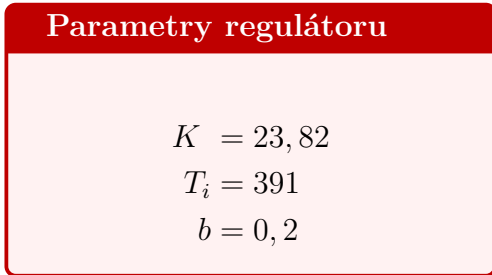 Parametry regulátoru
K = 23, 82
T_i = 391
b = 0, 2